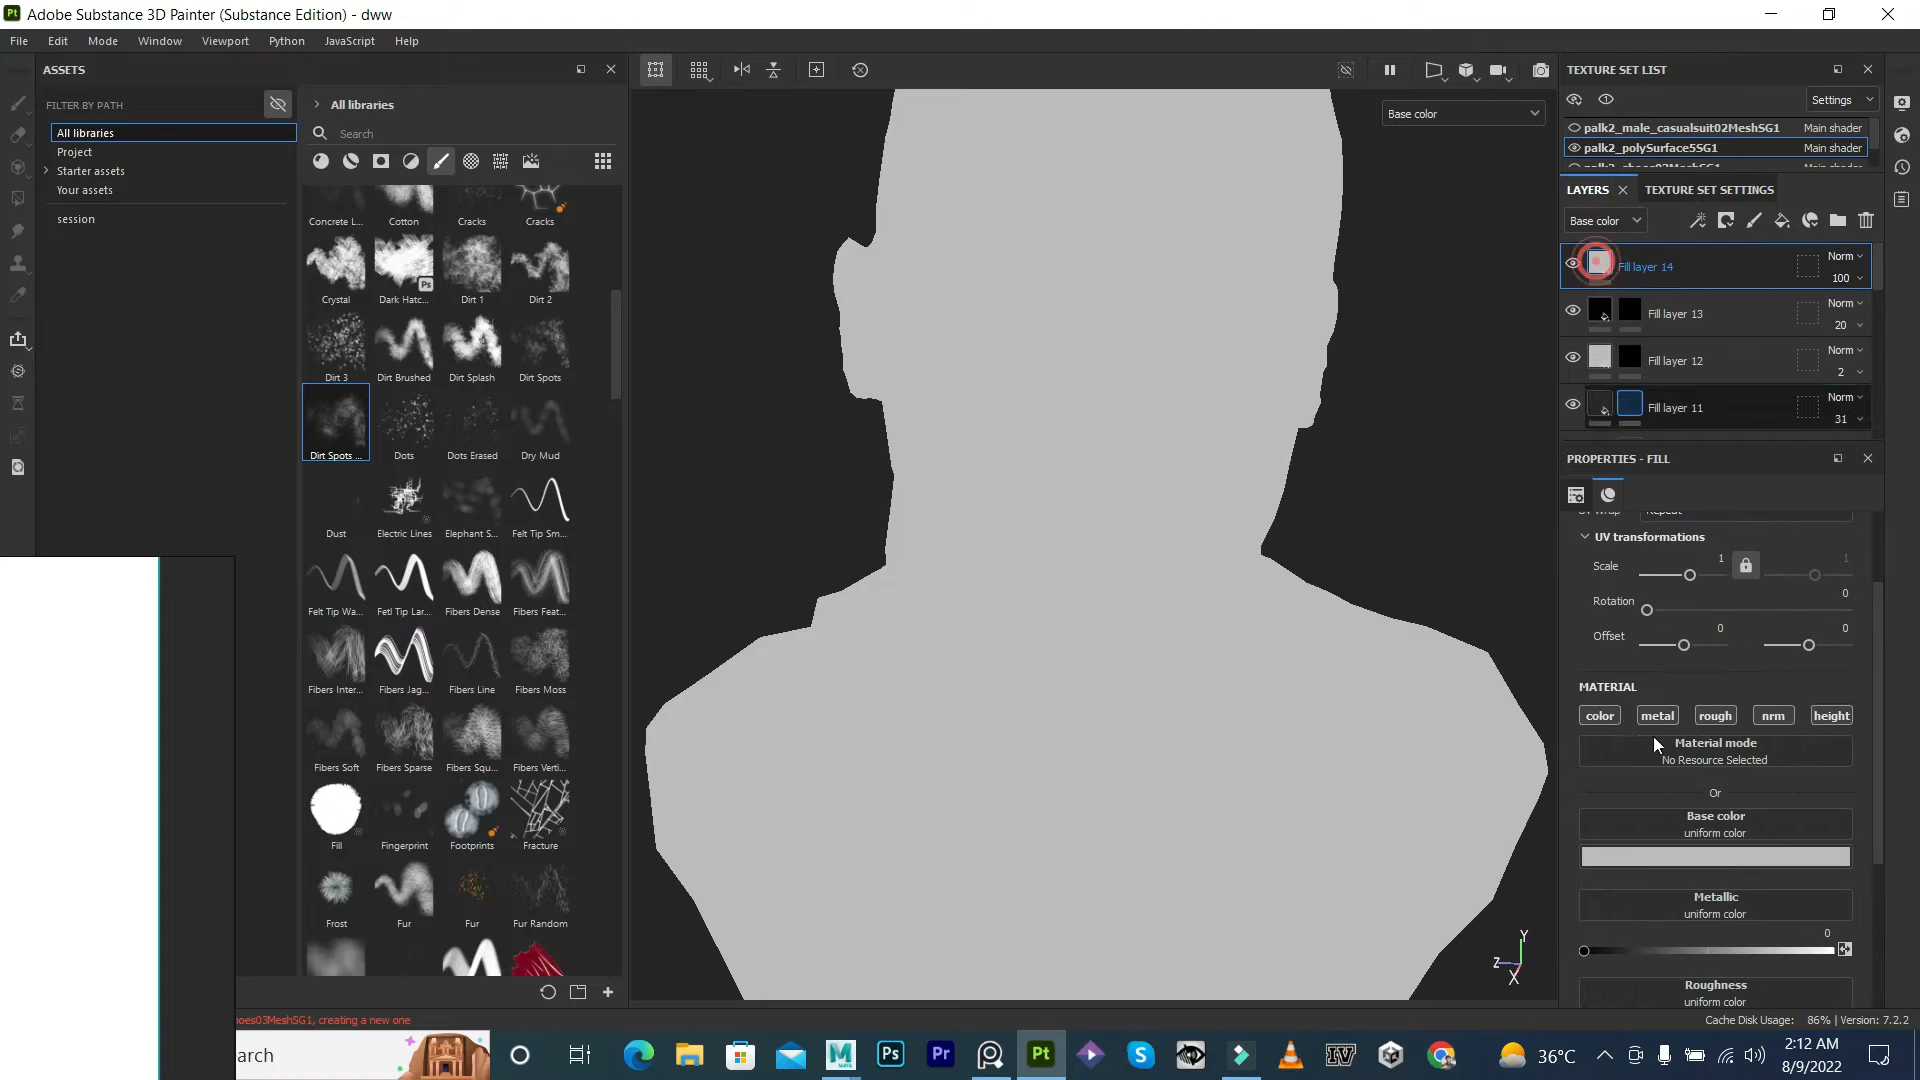 Adobe Substance 3D Painter (Substance Edition) - dww
File Edit Mode Window Viewport Python JavaScript Help
ASSETS
FILTER BY PATH
All libraries
Project
Starter assets
Your assets
session
All libraries
Search
Concrete L... Cotton Cracks Cracks
Crystal Dark Hatc... Dirt 1 Dirt 2
Dirt 3 Dirt Brushed Dirt Splash Dirt Spots
Dirt Spots ... Dots Dots Erased Dry Mud
Dust Electric Lines Elephant S... Felt Tip Sm...
Felt Tip Wa... Fetl Tip Lar... Fibers Dense Fibers Feat...
Fibers Inter... Fibers Jag... Fibers Line Fibers Moss
Fibers Soft Fibers Sparse Fibers Squ... Fibers Verti...
Fill Fingerprint Footprints Fracture
Frost Fur Fur Fur Random
Base color
Y
Z
X
TEXTURE SET LIST
Settings
palk2_male_casualsuit02MeshSG1 Main shader
palk2_polySurface5SG1 Main shader
LAYERS TEXTURE SET SETTINGS
Base color
Fill layer 14 Norm
100
Fill layer 13 Norm
20
Fill layer 12 Norm
2
Fill layer 11 Norm
31
PROPERTIES - FILL
UV transformations
Scale 1 1
Rotation 0
Offset 0 0
MATERIAL
color metal rough nrm height
Material mode
No Resource Selected
Or
Base color
uniform color
Metallic
uniform color
0
Roughness
uniform color
oes03MeshSG1, creating a new one
Cache Disk Usage: 86% | Version: 7.2.2
arch
36°C
2:12 AM
8/9/2022